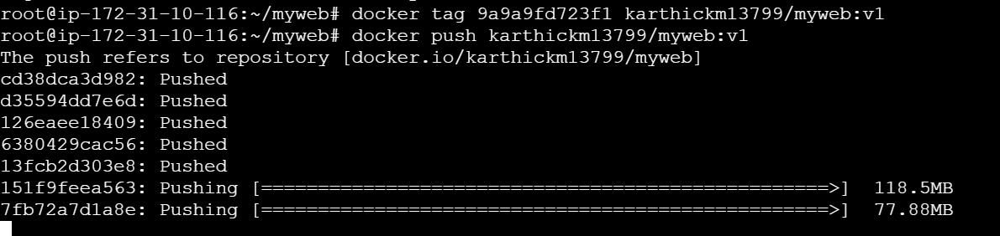 root@ip-172-31-10-116:~/myweb# docker tag 9a9a9fd723f1 karthickm13799/myweb:v1
root@ip-172-31-10-116:~/myweb# docker push karthickm13799/myweb:v1
The push refers to repository [docker.io/karthickm13799/myweb]
cd38dca3d982: Pushed
d35594dd7e6d: Pushed
126eaee18409: Pushed
6380429cac56: Pushed
13fcb2d303e8: Pushed
151f9feea563: Pushing [==================================================>]  118.5MB
7fb72a7d1a8e: Pushing [==================================================>]  77.88MB